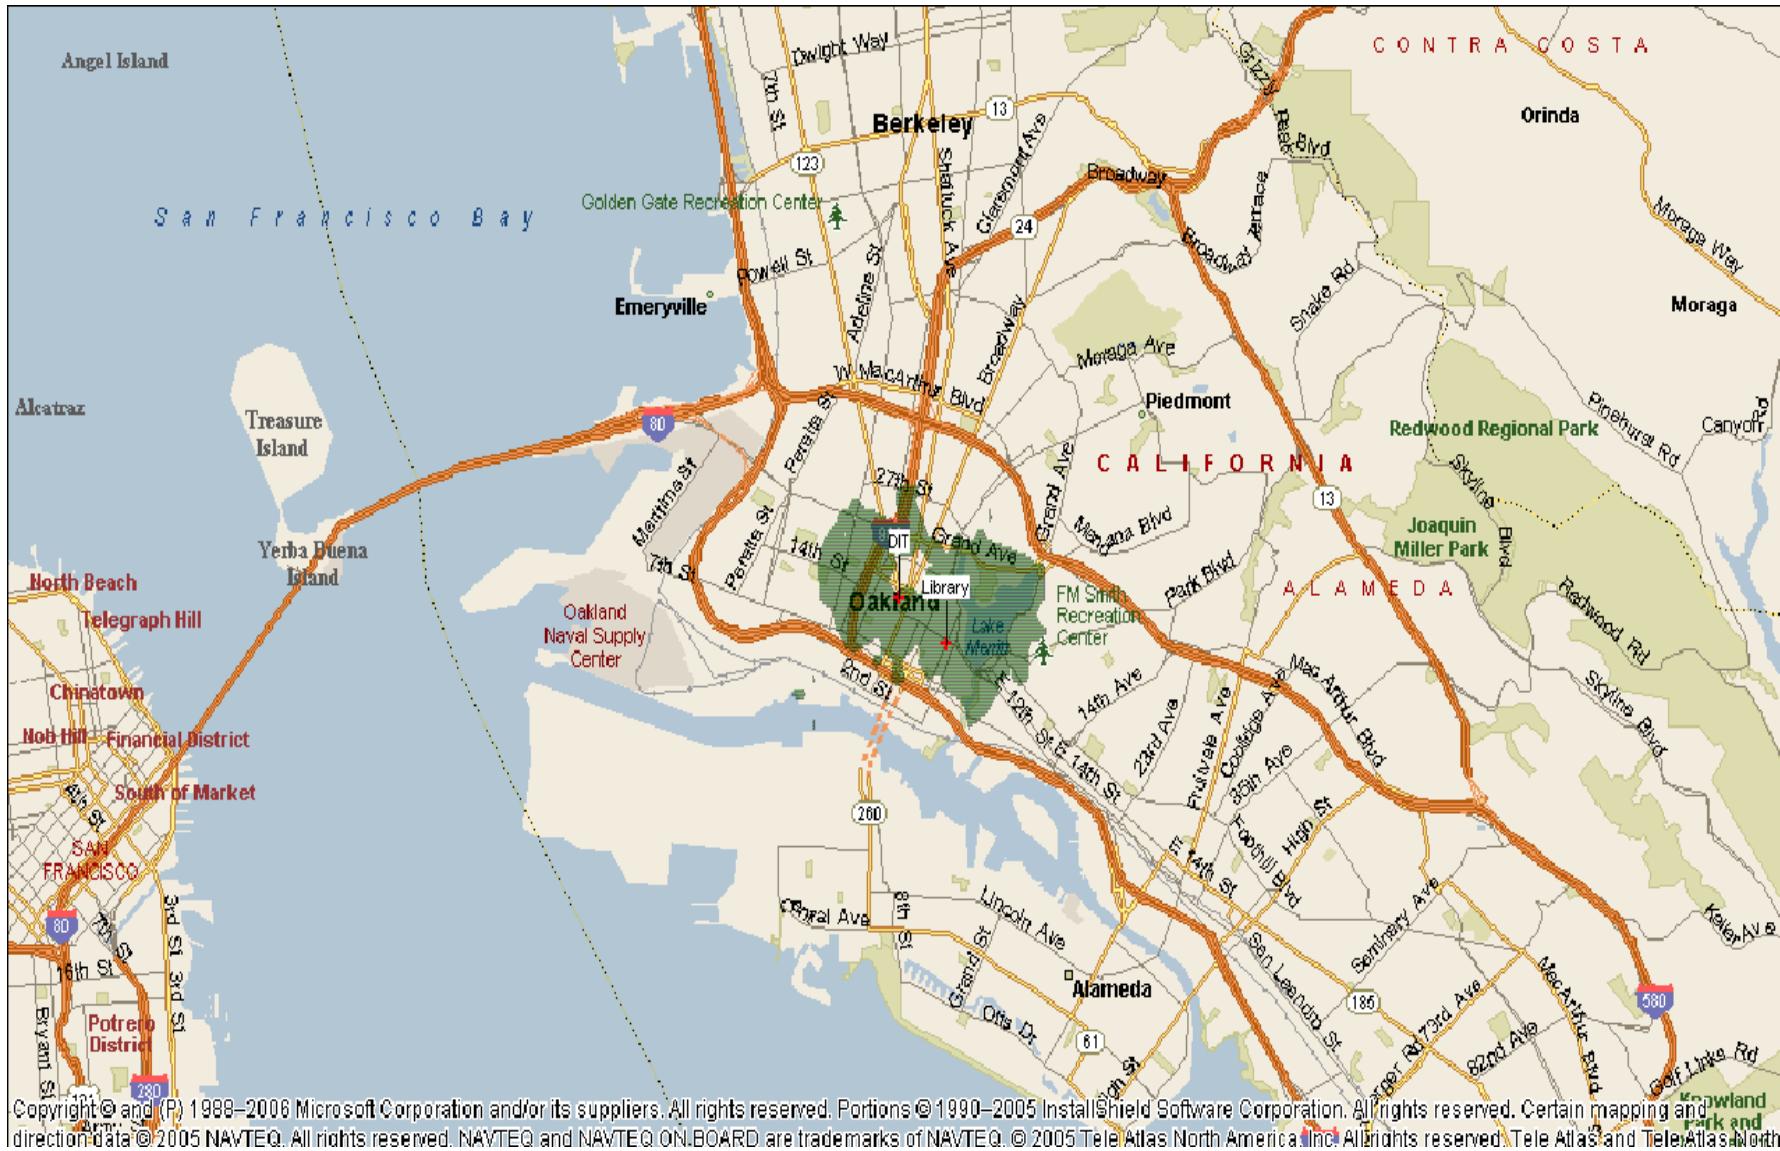 CONTRA COSTA
Angel Island
Dwight Way
Grizzly
Peak Blvd
7th St
13
Orinda
Berkeley
123
Shattuck Ave
Claremont Ave
Broadway
Golden Gate Recreation Center
San Francisco Bay
24
Terrace
Broadway
Moraga Way
Powell St
Adeline St
Snake Rd
Emeryville
Moraga
Broadway
Moraga Ave
W MacArthur Blvd
Piedmont
Alcatraz
Treasure
Island
80
Peralta St
Redwood Regional Park
Pinehurst Rd
Canyon Rd
CALIFORNIA
Grand Ave
27th St
Maritime St
Skyline
Blvd
13
Joaquin
Miller Park
Mandana Blvd
Peralta St
14th St
DIT
Grand Ave
Yerba Buena
Island
7th St
Park Blvd
North Beach
Library
Oakland
FM Smith
Recreation
Center
ALAMEDA
Telegraph Hill
Oakland
Naval Supply
Center
Lake
Merritt
Redwood Rd
2nd St
E 12th St
14th Ave
MacArthur Blvd
Skyline Blvd
Chinatown
Nob Hill
Financial District
23rd Ave
Fruitvale Ave
Coolidge Ave
35th Ave
E 14th St
South of Market
4th St
260
High St
Foothill Blvd
E 14th St
SAN
FRANCISCO
Central Ave
8th St
Lincoln Ave
Grand St
Seminary Ave
Keller Ave
80
7th St
3rd St
16th St
3rd St
San Leandro St
MacArthur Blvd
Alameda
185
73rd Ave
580
Otis Dr
61
82nd Ave
Potrero
District
Bryant St
280
101
Golf Links Rd
Knowland
Park and
Copyright © and (P) 1988–2006 Microsoft Corporation and/or its suppliers. All rights reserved. Portions © 1990–2005 InstallShield Software Corporation. All rights reserved. Certain mapping and
direction data © 2005 NAVTEQ. All rights reserved. NAVTEQ and NAVTEQ ON BOARD are trademarks of NAVTEQ. © 2005 Tele Atlas North America, Inc. All rights reserved. Tele Atlas and Tele Atlas North